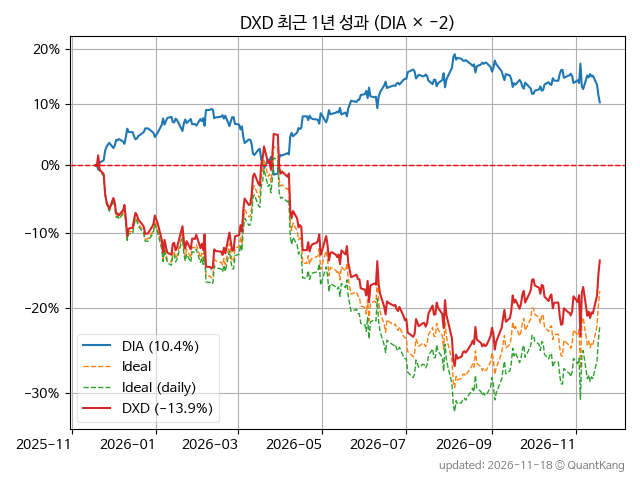 DXD 최근 1년 성과 (DIA × −2)
20%
10%
0%
−10%
−20%
−30%
DIA (10.4%)
Ideal
Ideal (daily)
DXD (−13.9%)
2025-11 2026-01 2026-03 2026-05 2026-07 2026-09 2026-11
updated: 2026-11-18 © QuantKang